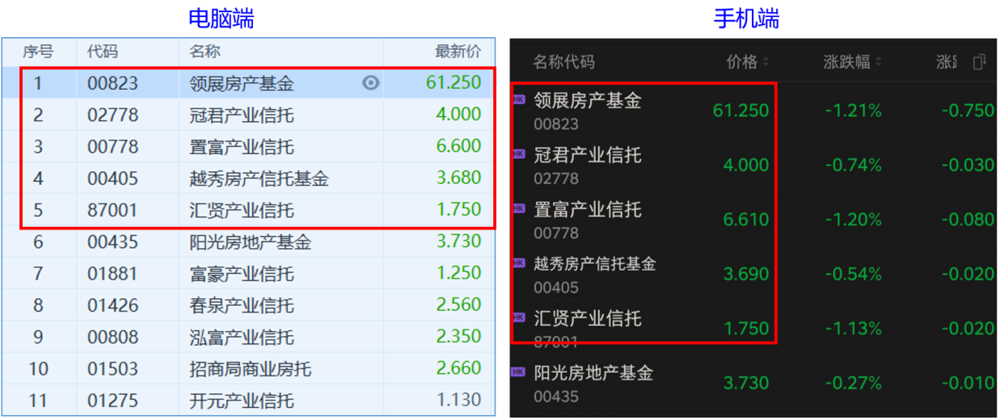 电脑端
序号 代码 名称 最新价
1 00823 领展房产基金 61.250
2 02778 冠君产业信托 4.000
3 00778 置富产业信托 6.600
4 00405 越秀房产信托基金 3.680
5 87001 汇贤产业信托 1.750
6 00435 阳光房地产基金 3.730
7 01881 富豪产业信托 1.250
8 01426 春泉产业信托 2.560
9 00808 泓富产业信托 2.350
10 01503 招商局商业房托 2.660
11 01275 开元产业信托 1.130
手机端
名称代码 价格 涨跌幅 涨
HK 领展房产基金 61.250 -1.21% -0.750
00823
HK 冠君产业信托 4.000 -0.74% -0.030
02778
HK 置富产业信托 6.610 -1.20% -0.080
00778
HK 越秀房产信托基金 3.690 -0.54% -0.020
00405
HK 汇贤产业信托 1.750 -1.13% -0.020
87001
HK 阳光房地产基金 3.730 -0.27% -0.010
00435